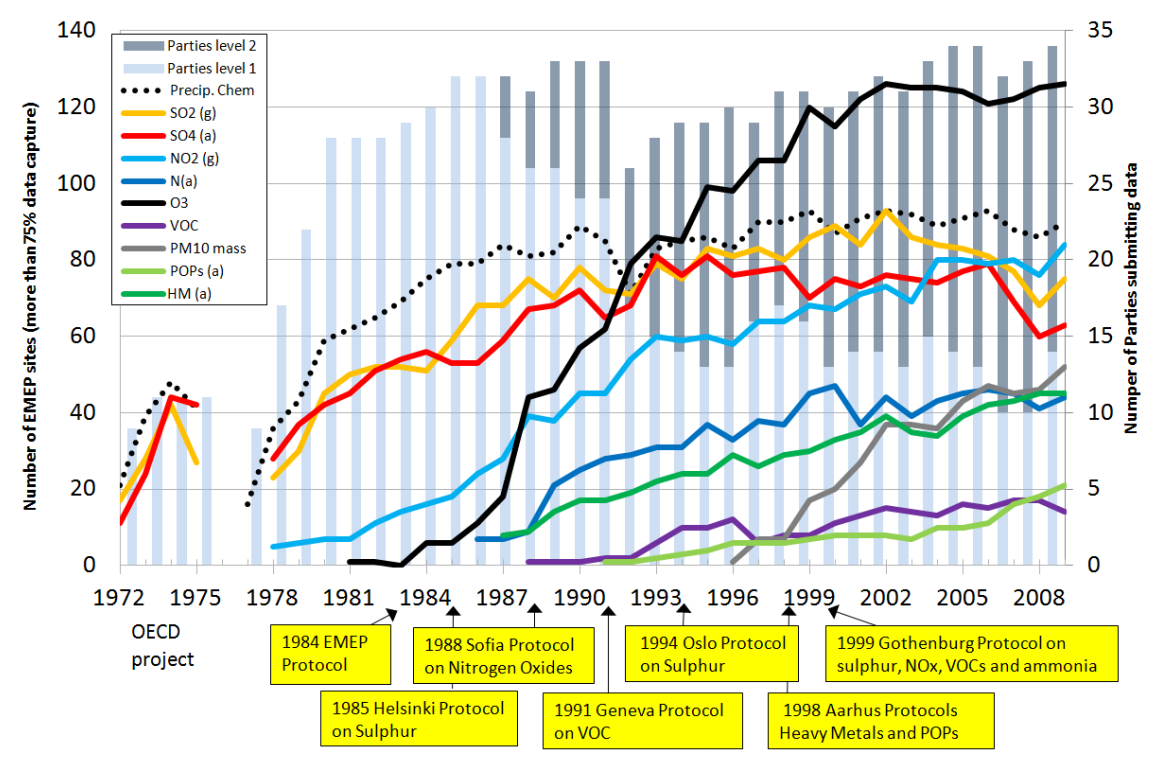 140
120
100
80
60
40
20
0
Number of EMEP sites (more than75% data capture)
Parties level 2
Parties level 1
Precip. Chem
SO2 (g)
SO4 (a)
NO2 (g)
N(a)
O3
VOC
PM10 mass
POPs (a)
HM (a)
35
30
25
20
15
10
5
0
Numper of Parties submitting data
1972 1975 1978 1981 1984 1987 1990 1993 1996 1999 2002 2005 2008
OECD
project
1984 EMEP
Protocol
1988 Sofia Protocol
on Nitrogen Oxides
1994 Oslo Protocol
on Sulphur
1999 Gothenburg Protocol on
sulphur, NOx, VOCs and ammonia
1985 Helsinki Protocol
on Sulphur
1991 Geneva Protocol
on VOC
1998 Aarhus Protocols
Heavy Metals and POPs